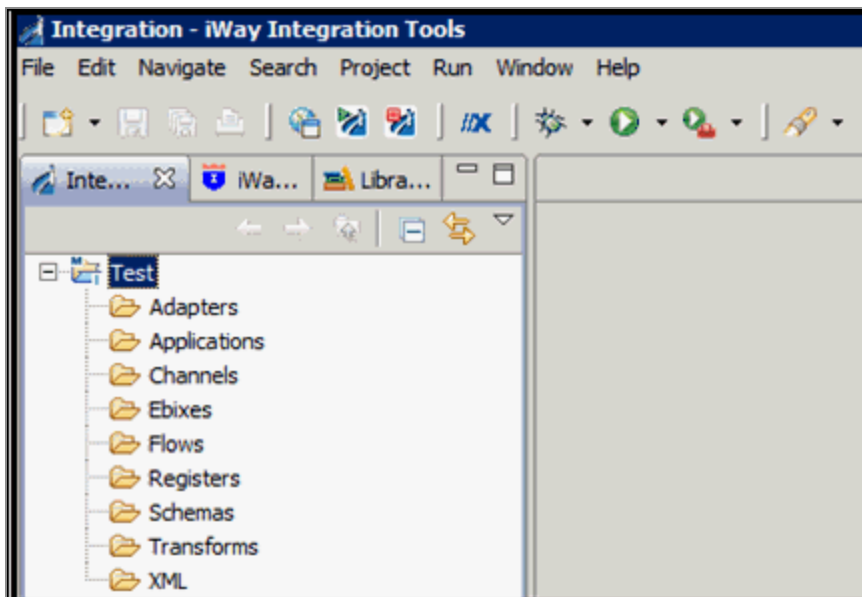 Integration - iWay Integration Tools
File Edit Navigate Search Project Run Window Help
Inte... iWa... Libra...
Test
Adapters
Applications
Channels
Ebixes
Flows
Registers
Schemas
Transforms
XML